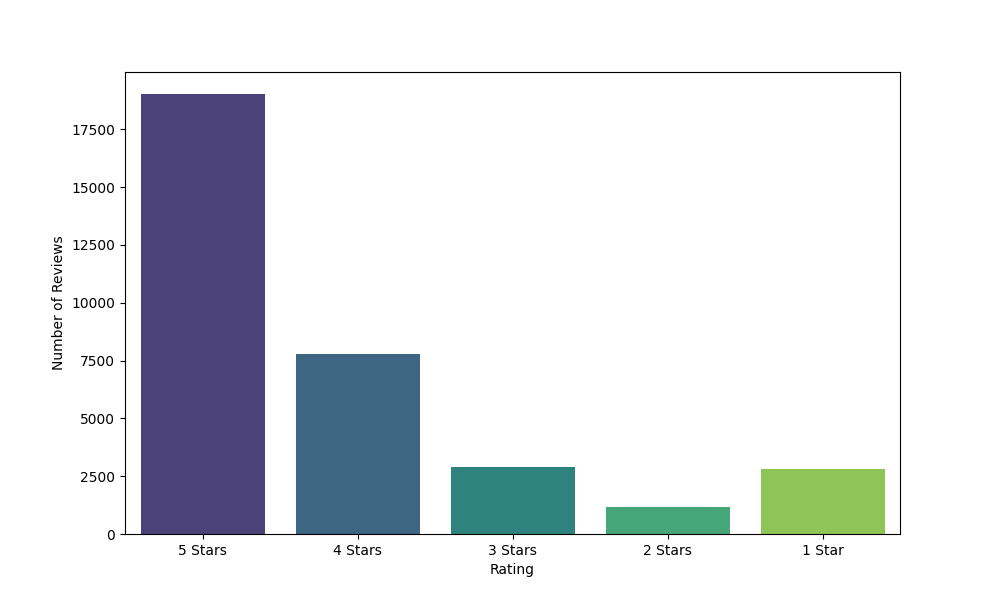 17500
15000
12500
10000
7500
5000
2500
0
Number of Reviews
5 Stars
4 Stars
3 Stars
2 Stars
1 Star
Rating